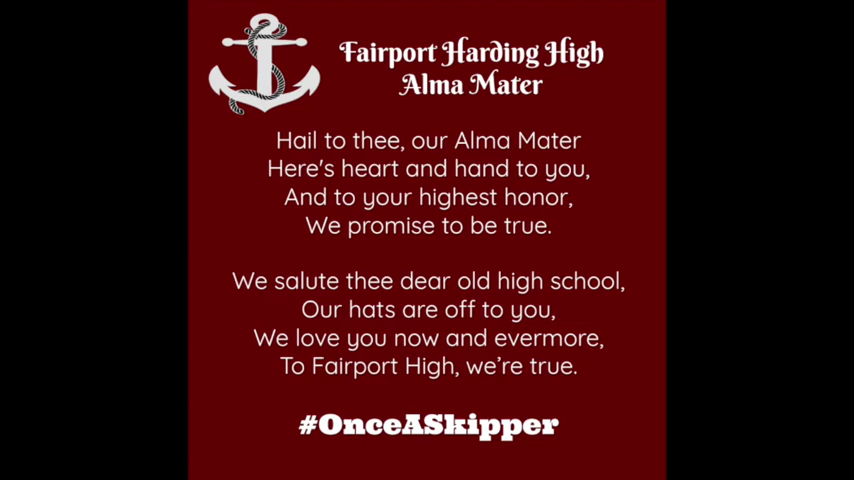 Fairport Harding High
Alma Mater
Hail to thee, our Alma Mater
Here's heart and hand to you,
And to your highest honor,
We promise to be true.
We salute thee dear old high school,
Our hats are off to you,
We love you now and evermore,
To Fairport High, we're true.
#OnceASkipper